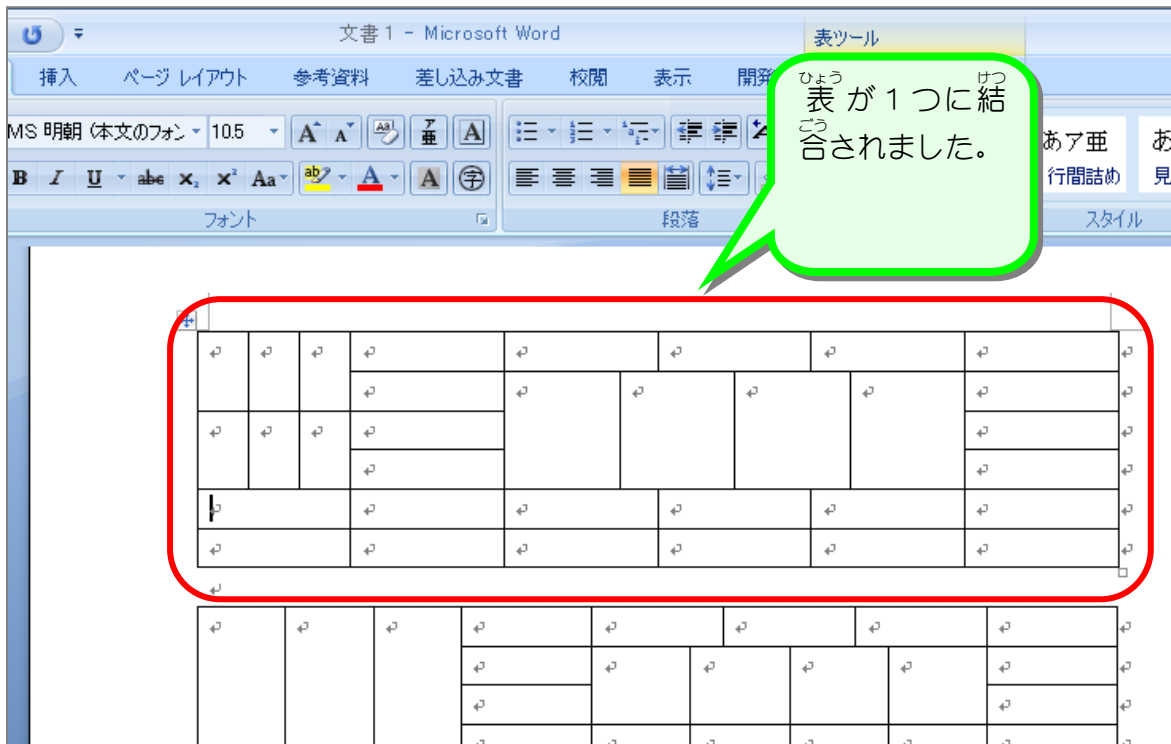 文書 1 - Microsoft Word
表ツール
挿入 ページ レイアウト 参考資料 差し込み文書 校閲 表示 開発
MS 明朝 (本文のフォン 10.5
フォント
段落
スタイル
あア亜
行間詰め
ひょう けつ
表が１つに結
ごう
合されました。